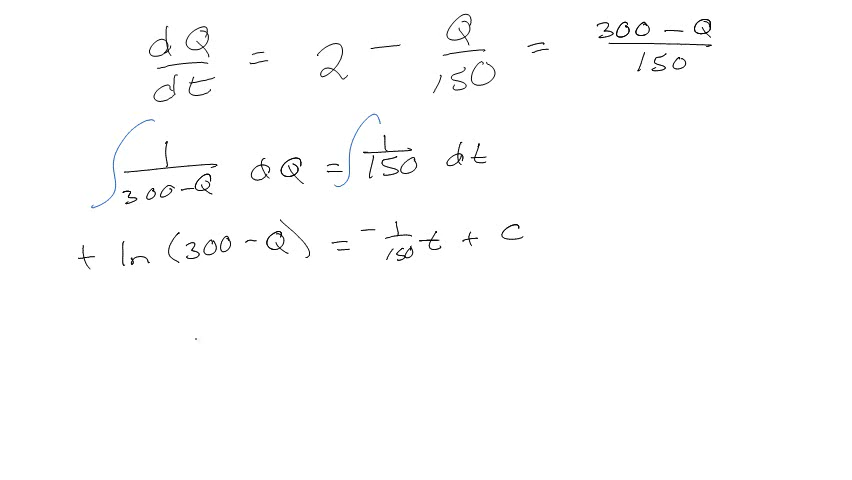 dQ/dt = 2 - Q/150 = (300 - Q)/150
∫ 1/(300-Q) dQ = ∫ 1/150 dt
+ ln (300 - Q) = - 1/150 t + C